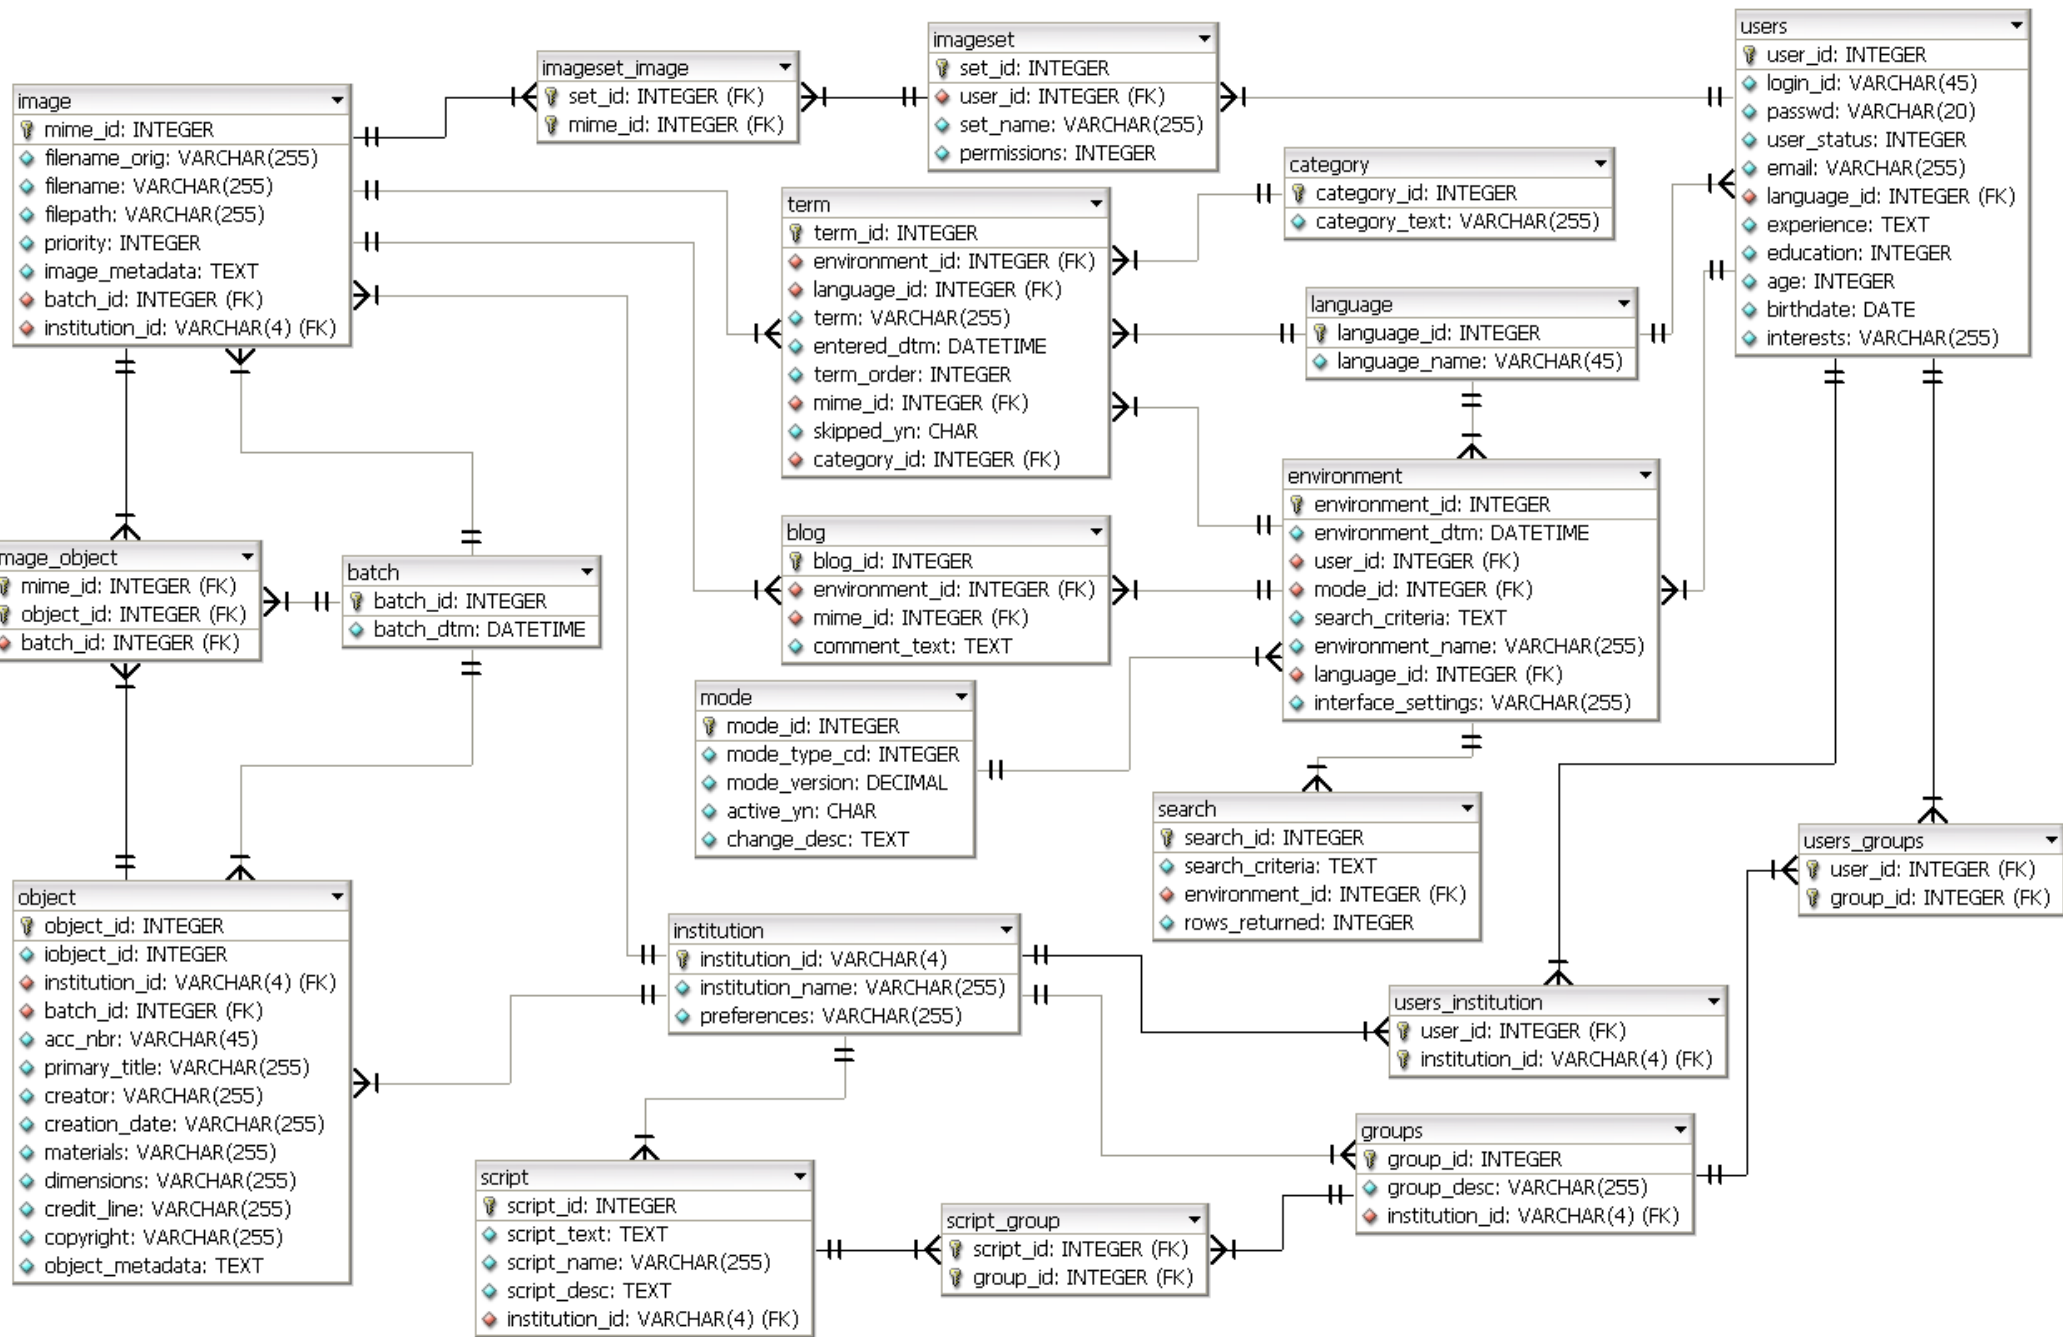 image
mime_id: INTEGER
filename_orig: VARCHAR(255)
filename: VARCHAR(255)
filepath: VARCHAR(255)
priority: INTEGER
image_metadata: TEXT
batch_id: INTEGER (FK)
institution_id: VARCHAR(4) (FK)
imageset_image
set_id: INTEGER (FK)
mime_id: INTEGER (FK)
imageset
set_id: INTEGER
user_id: INTEGER (FK)
set_name: VARCHAR(255)
permissions: INTEGER
users
user_id: INTEGER
login_id: VARCHAR(45)
passwd: VARCHAR(20)
user_status: INTEGER
email: VARCHAR(255)
language_id: INTEGER (FK)
experience: TEXT
education: INTEGER
age: INTEGER
birthdate: DATE
interests: VARCHAR(255)
category
category_id: INTEGER
category_text: VARCHAR(255)
term
term_id: INTEGER
environment_id: INTEGER (FK)
language_id: INTEGER (FK)
term: VARCHAR(255)
entered_dtm: DATETIME
term_order: INTEGER
mime_id: INTEGER (FK)
skipped_yn: CHAR
category_id: INTEGER (FK)
language
language_id: INTEGER
language_name: VARCHAR(45)
environment
environment_id: INTEGER
environment_dtm: DATETIME
user_id: INTEGER (FK)
mode_id: INTEGER (FK)
search_criteria: TEXT
environment_name: VARCHAR(255)
language_id: INTEGER (FK)
interface_settings: VARCHAR(255)
blog
blog_id: INTEGER
environment_id: INTEGER (FK)
mime_id: INTEGER (FK)
comment_text: TEXT
mage_object
mime_id: INTEGER (FK)
object_id: INTEGER (FK)
batch_id: INTEGER (FK)
batch
batch_id: INTEGER
batch_dtm: DATETIME
mode
mode_id: INTEGER
mode_type_cd: INTEGER
mode_version: DECIMAL
active_yn: CHAR
change_desc: TEXT
search
search_id: INTEGER
search_criteria: TEXT
environment_id: INTEGER (FK)
rows_returned: INTEGER
users_groups
user_id: INTEGER (FK)
group_id: INTEGER (FK)
object
object_id: INTEGER
iobject_id: INTEGER
institution_id: VARCHAR(4) (FK)
batch_id: INTEGER (FK)
acc_nbr: VARCHAR(45)
primary_title: VARCHAR(255)
creator: VARCHAR(255)
creation_date: VARCHAR(255)
materials: VARCHAR(255)
dimensions: VARCHAR(255)
credit_line: VARCHAR(255)
copyright: VARCHAR(255)
object_metadata: TEXT
institution
institution_id: VARCHAR(4)
institution_name: VARCHAR(255)
preferences: VARCHAR(255)
users_institution
user_id: INTEGER (FK)
institution_id: VARCHAR(4) (FK)
groups
group_id: INTEGER
group_desc: VARCHAR(255)
institution_id: VARCHAR(4) (FK)
script
script_id: INTEGER
script_text: TEXT
script_name: VARCHAR(255)
script_desc: TEXT
institution_id: VARCHAR(4) (FK)
script_group
script_id: INTEGER (FK)
group_id: INTEGER (FK)